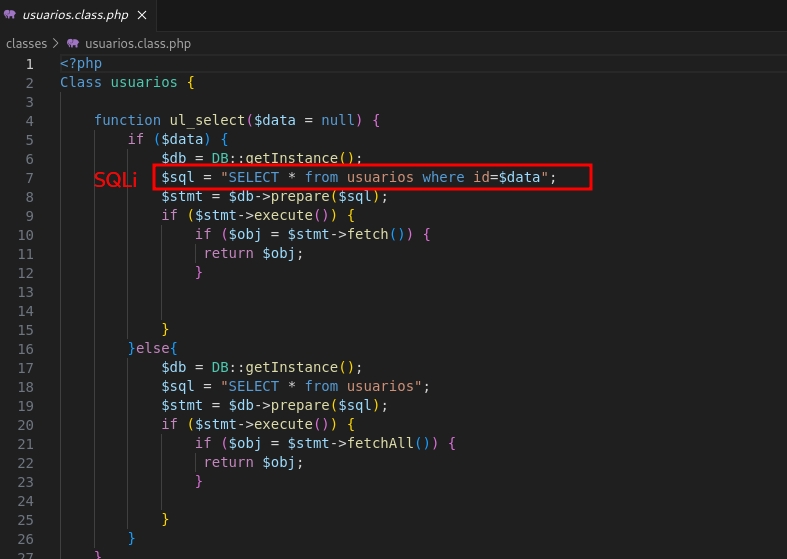 usuarios.class.php ×
classes > usuarios.class.php
1 <?php
2 Class usuarios {
3
4 function ul_select($data = null) {
5 if ($data) {
6 $db = DB::getInstance();
SQLi
7 $sql = "SELECT * from usuarios where id=$data";
8 $stmt = $db->prepare($sql);
9 if ($stmt->execute()) {
10 if ($obj = $stmt->fetch()) {
11 return $obj;
12 }
13
14
15 }
16 }else{
17 $db = DB::getInstance();
18 $sql = "SELECT * from usuarios";
19 $stmt = $db->prepare($sql);
20 if ($stmt->execute()) {
21 if ($obj = $stmt->fetchAll()) {
22 return $obj;
23 }
24
25 }
26 }
27 }